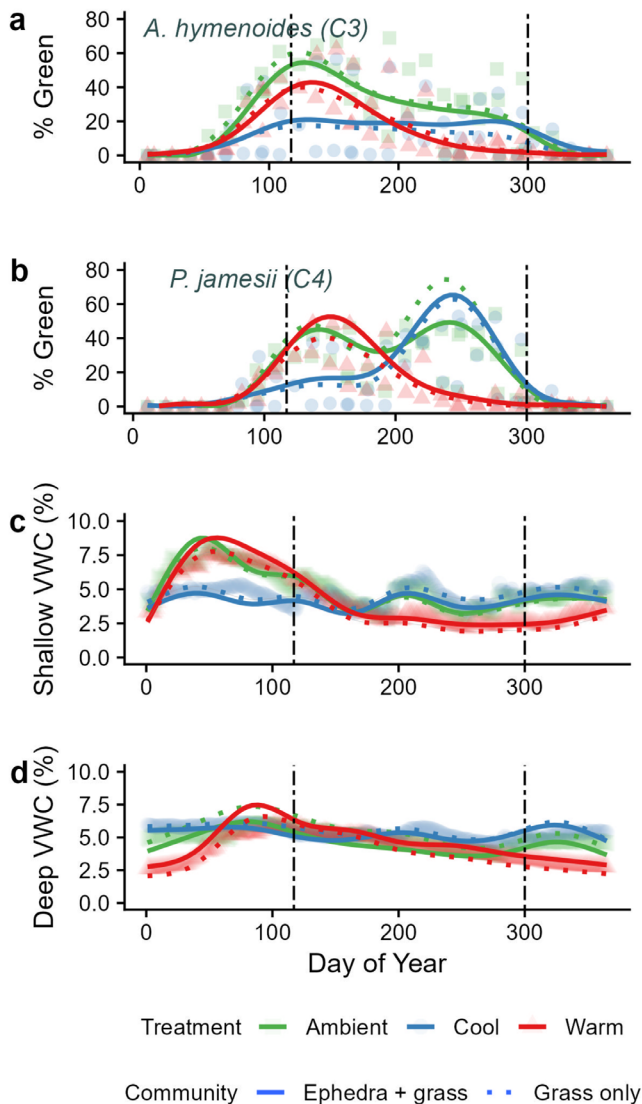 a
A. hymenoides (C3)
% Green
80
60
40
20
0
0 100 200 300
b
P. jamesii (C4)
% Green
80
60
40
20
0
0 100 200 300
c
Shallow VWC (%)
10.0
7.5
5.0
2.5
0.0
0 100 200 300
d
Deep VWC (%)
10.0
7.5
5.0
2.5
0.0
0 100 200 300
Day of Year
Treatment Ambient Cool Warm
Community Ephedra + grass Grass only